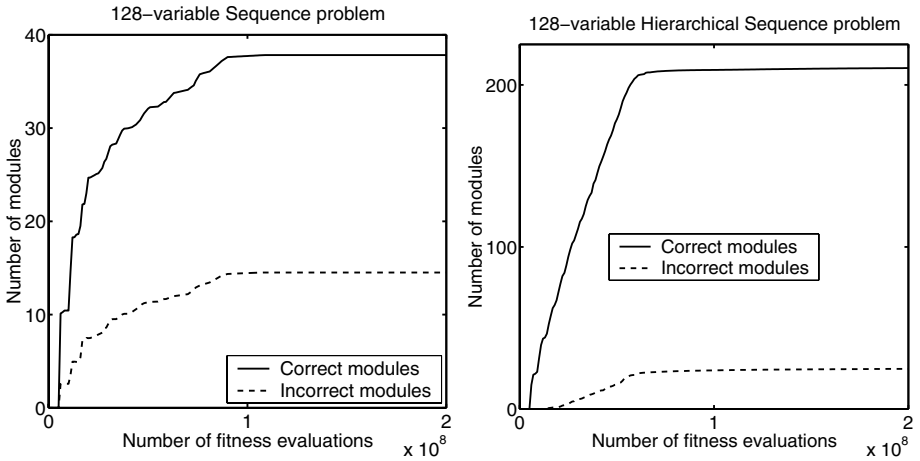 128−variable Sequence problem
40
30
20
10
0
Number of modules
Correct modules
Incorrect modules
0
1
2
Number of fitness evaluations
x 10^8
128−variable Hierarchical Sequence problem
200
100
0
Number of modules
Correct modules
Incorrect modules
0
1
2
Number of fitness evaluations
x 10^8